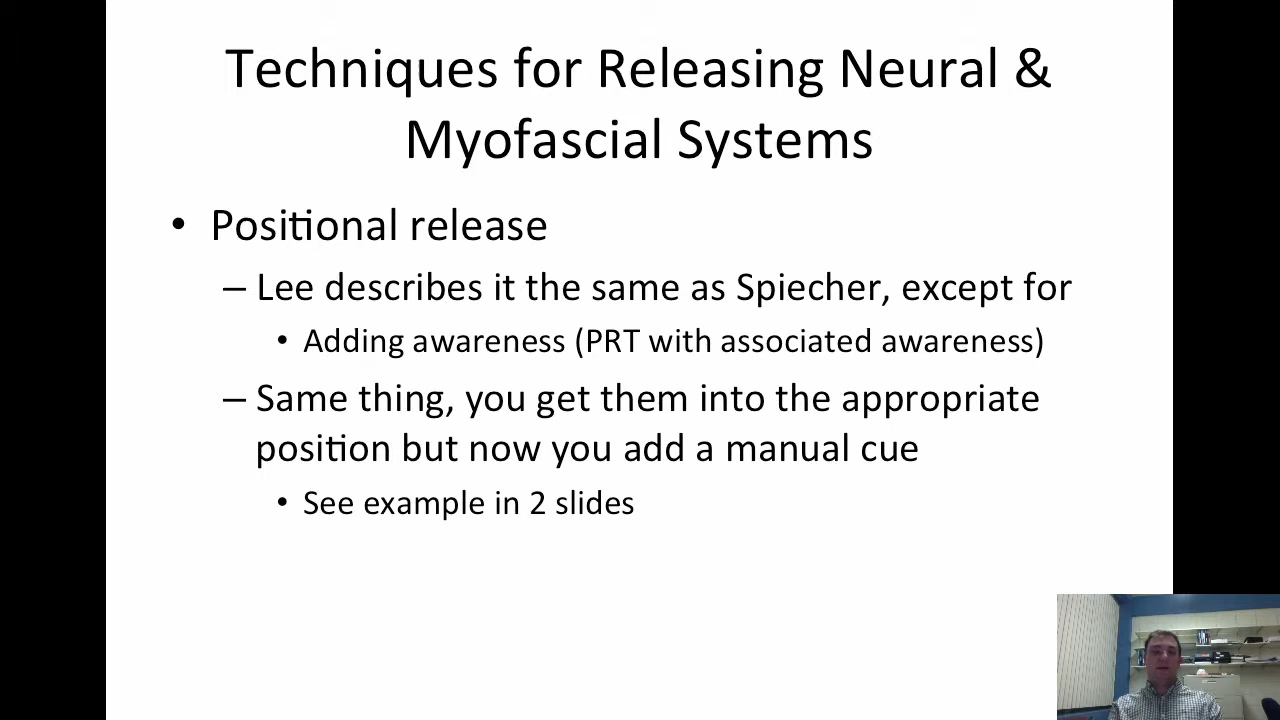 Techniques for Releasing Neural &
Myofascial Systems
• Positional release
– Lee describes it the same as Spiecher, except for
• Adding awareness (PRT with associated awareness)
– Same thing, you get them into the appropriate
position but now you add a manual cue
• See example in 2 slides